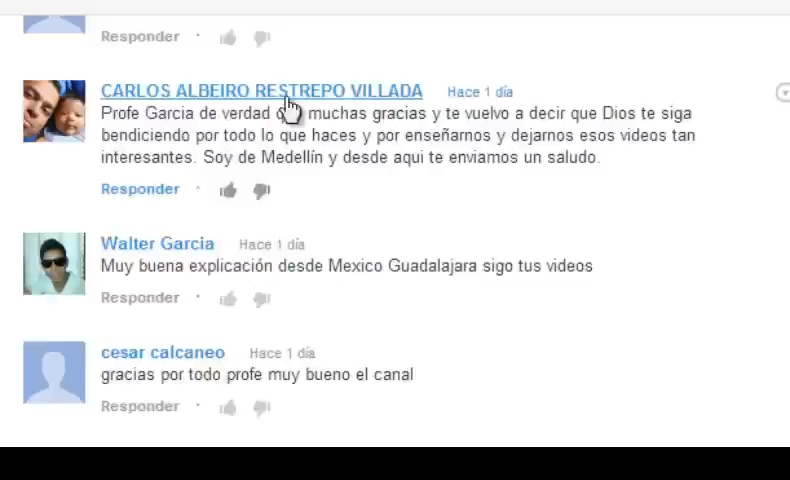 Responder ·
CARLOS ALBEIRO RESTREPO VILLADA Hace 1 día
Profe Garcia de verdad muchas gracias y te vuelvo a decir que Dios te siga
bendiciendo por todo lo que haces y por enseñarnos y dejarnos esos videos tan
interesantes. Soy de Medellín y desde aqui te enviamos un saludo.
Responder ·
Walter Garcia Hace 1 día
Muy buena explicación desde Mexico Guadalajara sigo tus videos
Responder ·
cesar calcaneo Hace 1 día
gracias por todo profe muy bueno el canal
Responder ·